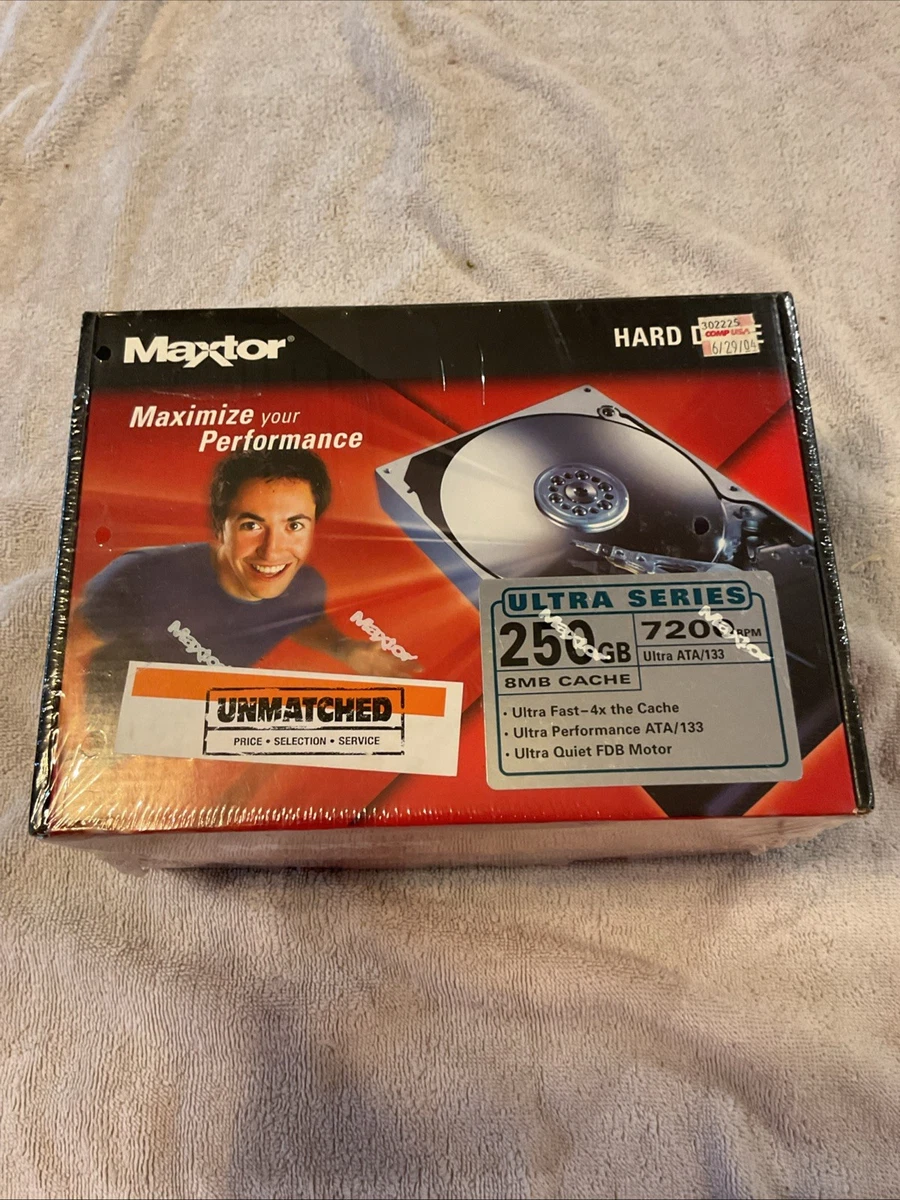 Maxtor®
HARD D E
302225
COMP USA
6/29/04
Maximize your
Performance
ULTRA SERIES
250GB
7200RPM
Ultra ATA/133
8MB CACHE
• Ultra Fast–4x the Cache
• Ultra Performance ATA/133
• Ultra Quiet FDB Motor
Maxtor
Maxtor
Maxtor
Maxtor
UNMATCHED
PRICE • SELECTION • SERVICE